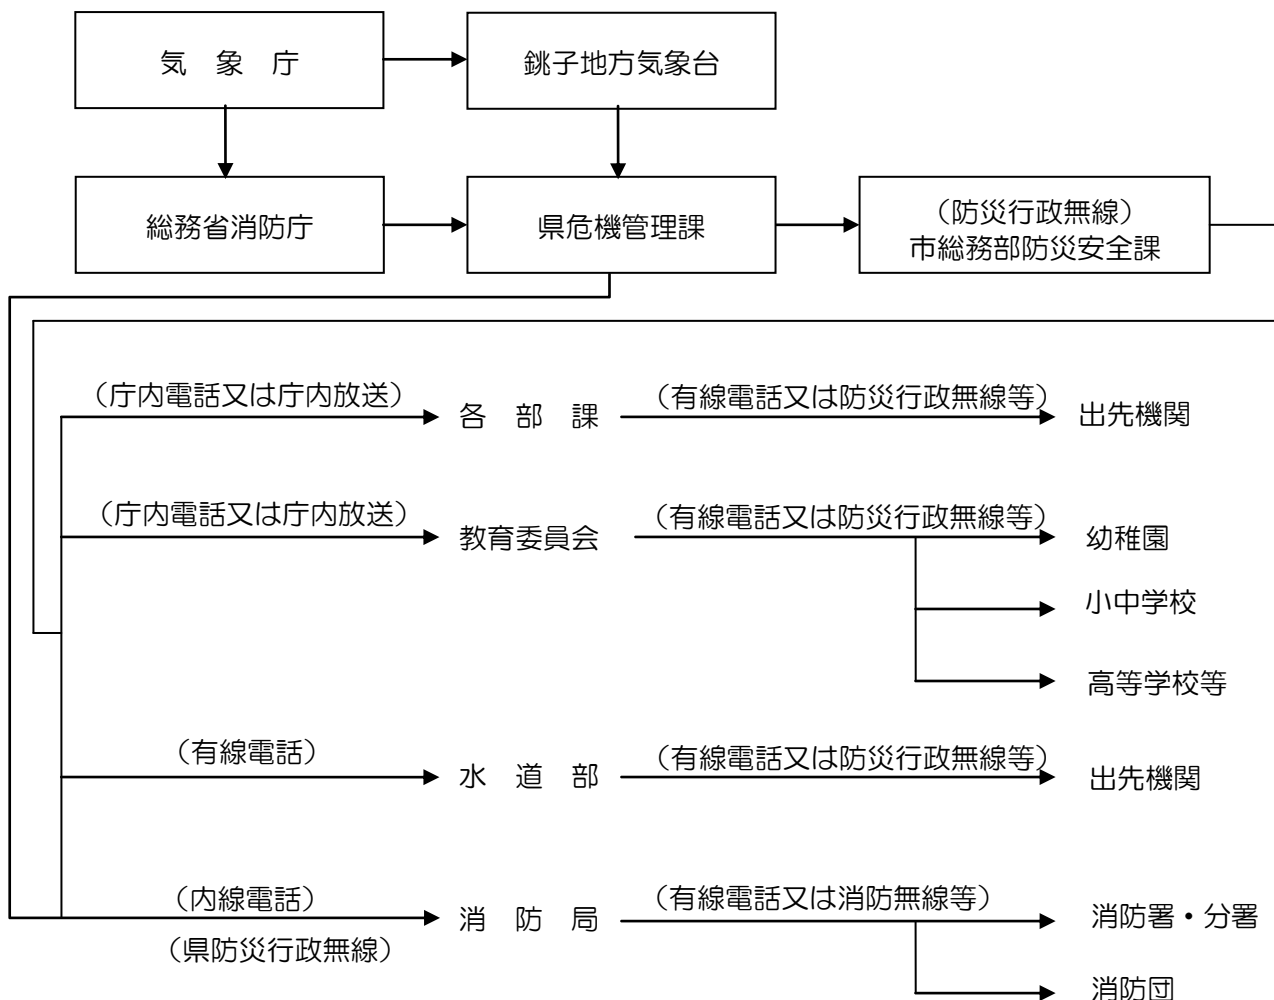 気　象　庁
銚子地方気象台
総務省消防庁
県危機管理課
（防災行政無線）
市総務部防災安全課
（庁内電話又は庁内放送）
各　部　課
（有線電話又は防災行政無線等）
出先機関
（庁内電話又は庁内放送）
教育委員会
（有線電話又は防災行政無線等）
幼稚園
小中学校
高等学校等
（有線電話）
水　道　部
（有線電話又は防災行政無線等）
出先機関
（内線電話）
（県防災行政無線）
消　防　局
（有線電話又は消防無線等）
消防署・分署
消防団